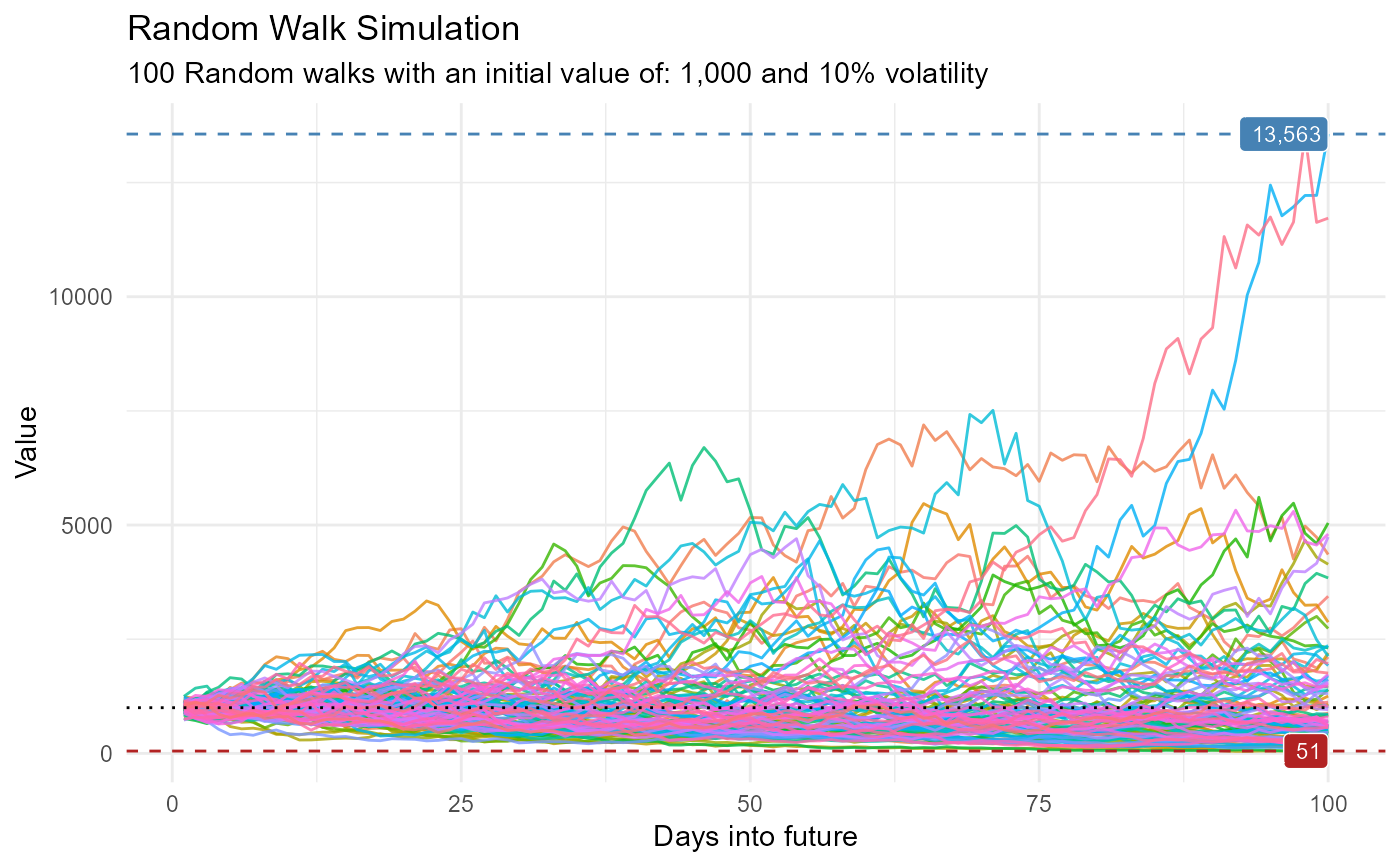 Random Walk Simulation
100 Random walks with an initial value of: 1,000 and 10% volatility
13,563
10000
5000
0
51
0 25 50 75 100
Days into future
Value